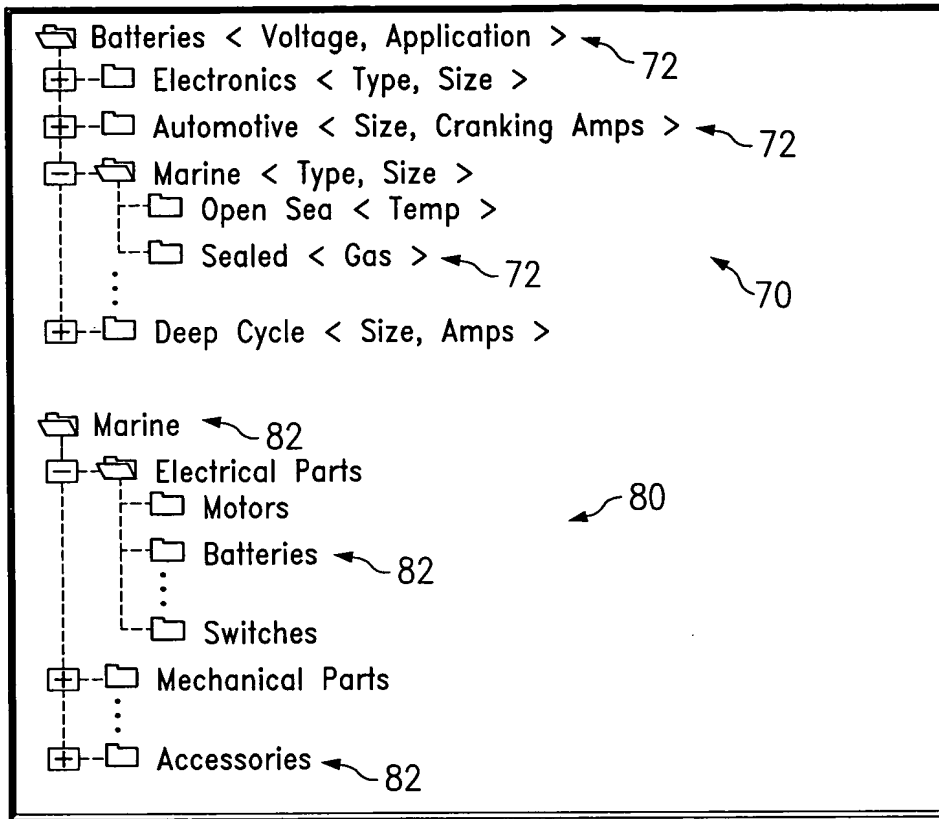 Batteries < Voltage, Application > 72
Electronics < Type, Size >
Automotive < Size, Cranking Amps > 72
Marine < Type, Size >
Open Sea < Temp >
Sealed < Gas > 72
70
Deep Cycle < Size, Amps >
Marine 82
Electrical Parts
Motors
80
Batteries 82
Switches
Mechanical Parts
Accessories 82